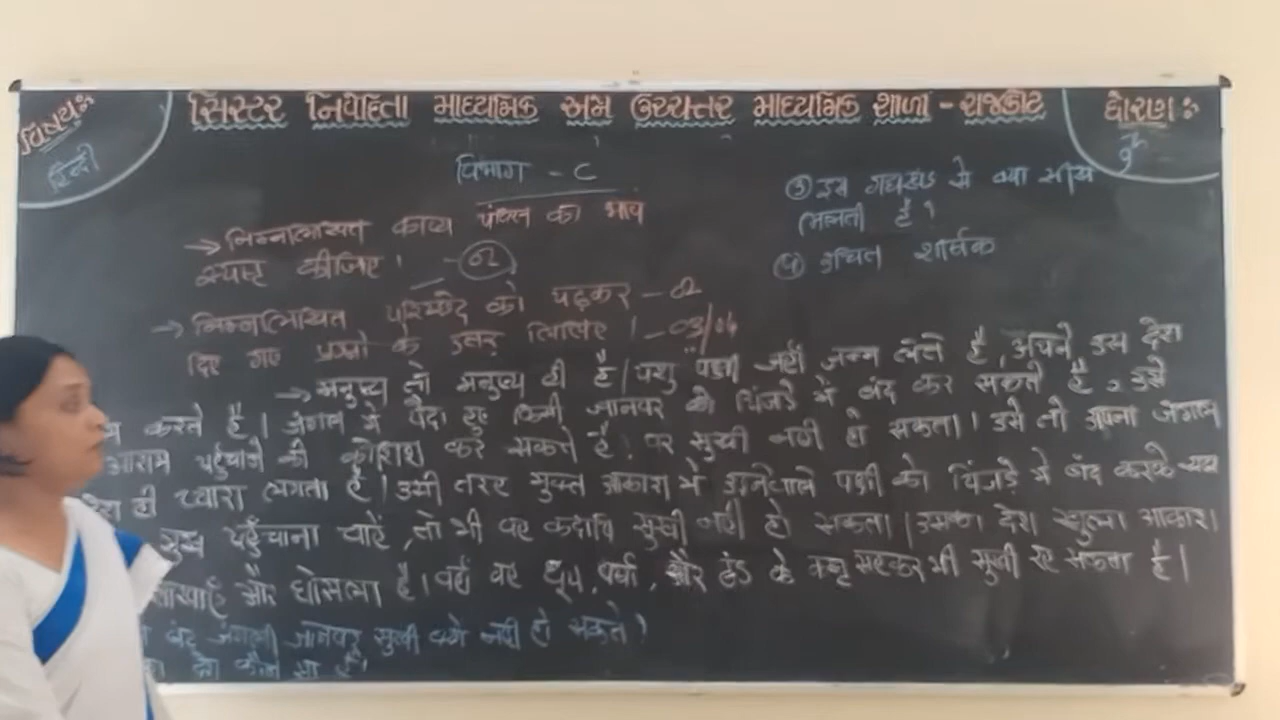 विषय:
हिन्दी
सिस्टर निवेदिता माध्यमिक अने उच्चत्तर माध्यमिक शाळा - राजकोट
धोरण:
विभाग - C
→ निम्नलिखित काव्य पंक्ति का भाव
स्पष्ट कीजिए। - 02
→ निम्नलिखित परिच्छेद को पढ़कर - 02
दिए गए प्रश्नों के उत्तर लिखिए। - 03/04
→ मनुष्य तो मनुष्य ही है। पशु पक्षी जहाँ जन्म लेते है, अपने उस देश
करते है। जंगल में पैदा हुए किसी जानवर को पिंजड़े में बंद कर सकते है, उसे
आराम पहुँचाने की कोशिश कर सकते है, पर सुखी नहीं हो सकता। उसे तो अपना जंगल
ही प्यारा लगता है। उसी तरह मुक्त आकाश में उड़नेवाले पक्षी को पिंजड़े में बंद करके
सुख पहुँचाना चाहें, तो भी वह कदापि सुखी नहीं हो सकता। उसका देश खुला आकाश।
और घोंसला है। वहाँ वह धूप, वर्षा, और ठंड के कष्ट सहकर भी सुखी रह सकता है।
बंद जंगली जानवर सुखी क्यों नहीं हो सकते?
कौन सा है?
③ इस गद्यखंड से क्या सीख
मिलती है?
④ उचित शीर्षक